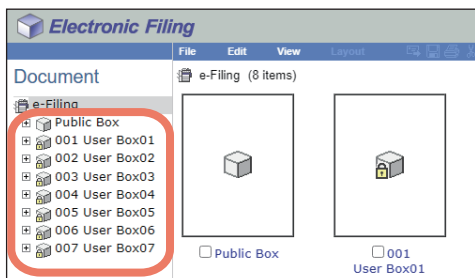 Electronic Filing
File Edit View Layout
Document
e-Filing (8 items)
e-Filing
Public Box
001 User Box01
002 User Box02
003 User Box03
004 User Box04
005 User Box05
006 User Box06
007 User Box07
Public Box
001
User Box01